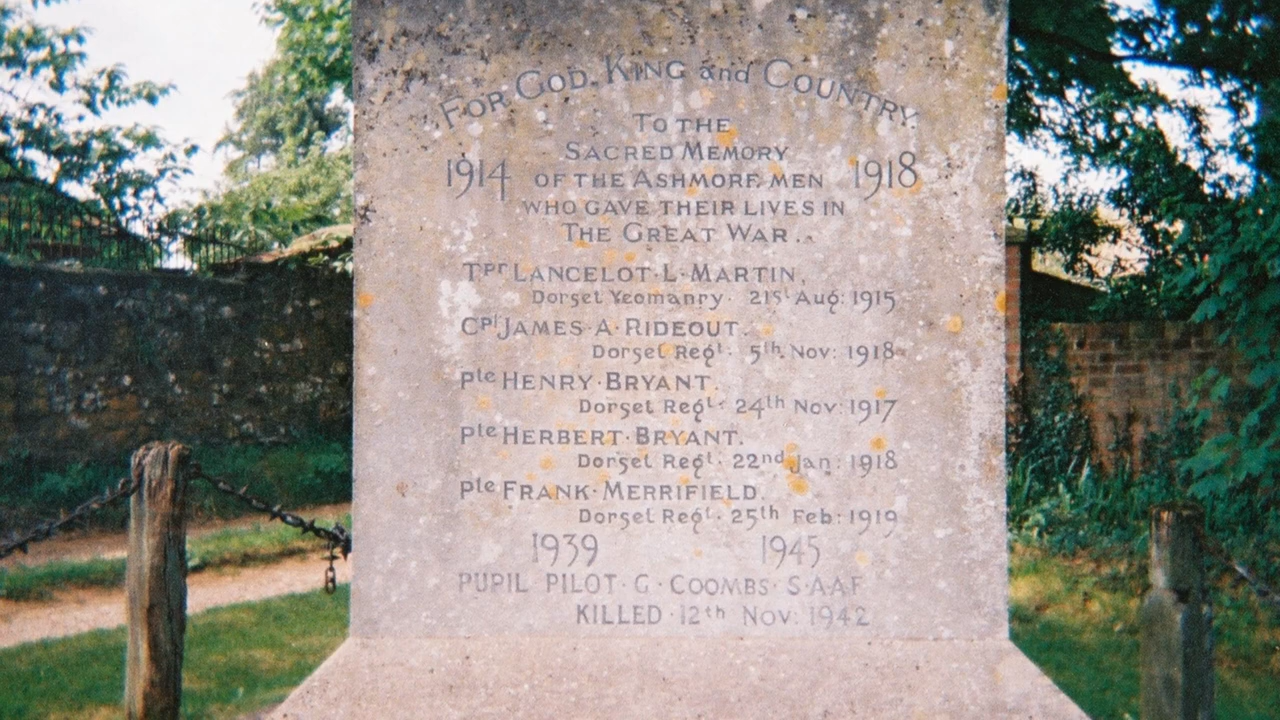 FOR GOD, KING and COUNTRY.
TO THE
SACRED MEMORY
1914 OF THE ASHMORE MEN 1918
WHO GAVE THEIR LIVES IN
THE GREAT WAR..
Tpr LANCELOT·L·MARTIN,
Dorset Yeomanry· 21st Aug: 1915
Cpl JAMES·A·RIDEOUT.
Dorset Regt· 5th Nov: 1918
Pte HENRY·BRYANT.
Dorset Regt· 24th Nov: 1917
Pte HERBERT·BRYANT.
Dorset Regt· 22nd Jan: 1918
Pte FRANK·MERRIFIELD.
Dorset Regt· 25th Feb: 1919
1939 1945
PUPIL PILOT·G·COOMBS·S·A·A·F
KILLED·12th Nov: 1942